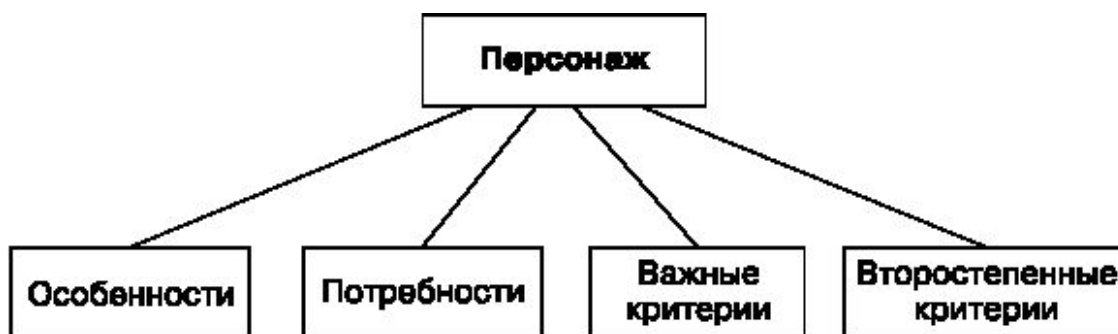 Персонаж
Особенности
Потребности
Важные
критерии
Второстепенные
критерии